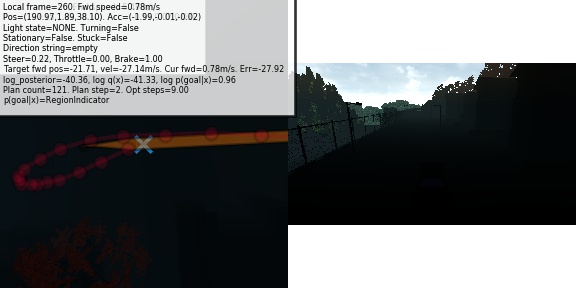 Local frame=260. Fwd speed=0.78m/s
Pos=(190.97,1.89,38.10). Acc=(-1.99,-0.01,-0.02)
Light state=NONE. Turning=False
Stationary=False. Stuck=False
Direction string=empty
Steer=0.22, Throttle=0.00, Brake=1.00
Target fwd pos=-21.71, vel=-27.14m/s. Cur fwd=0.78m/s. Err=-27.92
log_posterior=-40.36, log q(x)=-41.33, log p(goal|x)=0.96
Plan count=121. Plan step=2. Opt steps=9.00
p(goal|x)=RegionIndicator